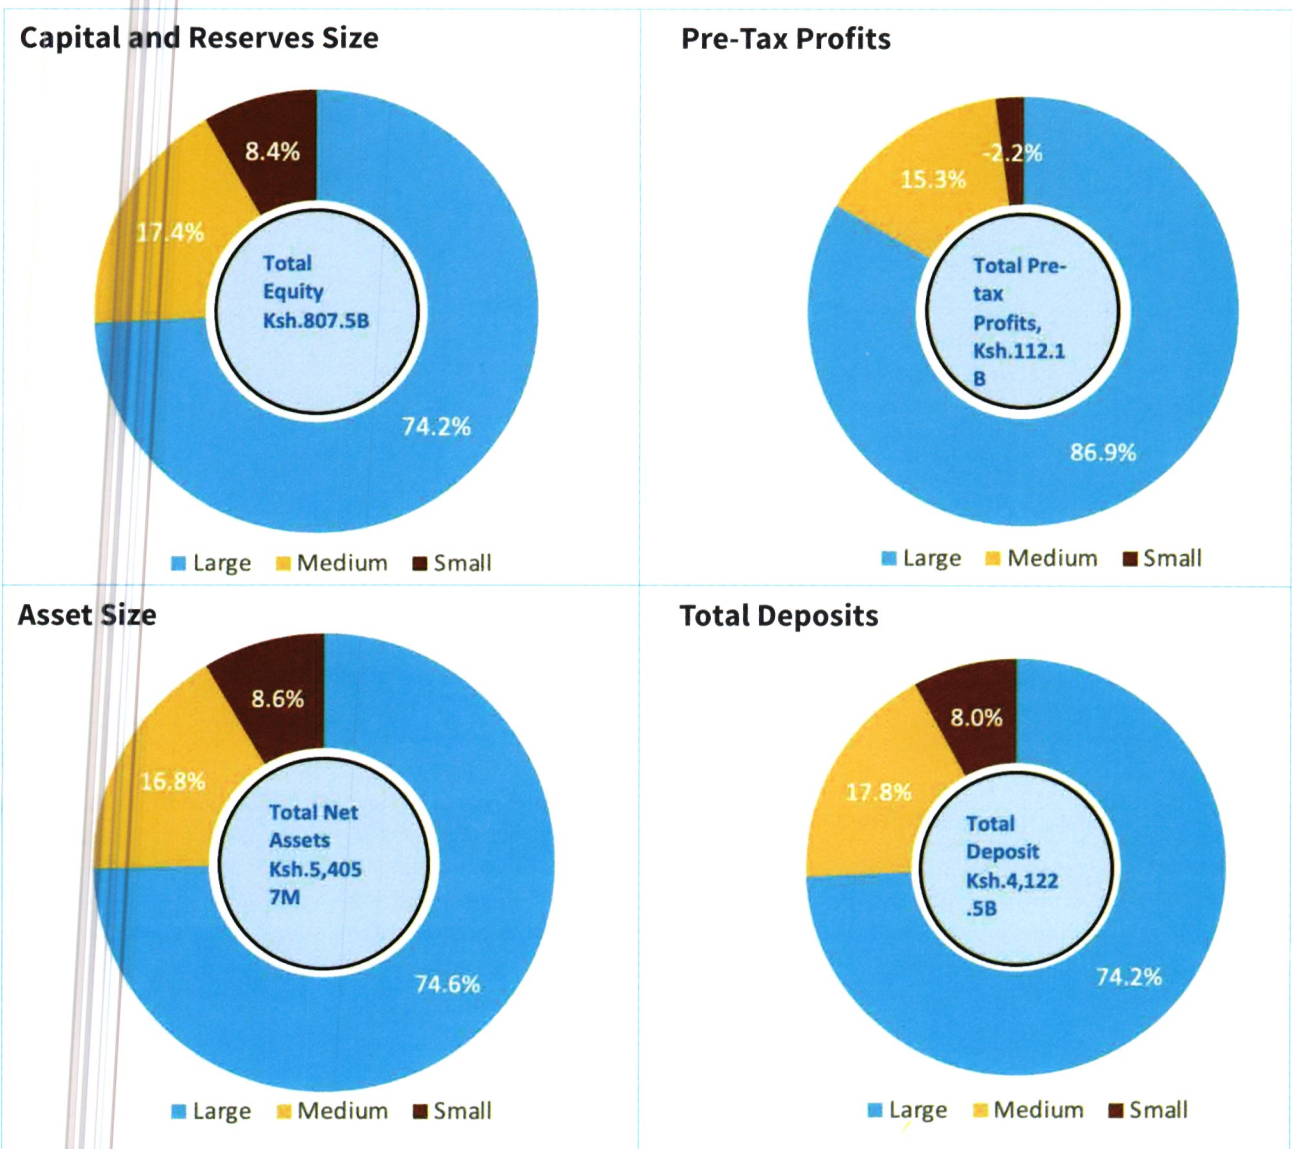 Capital and Reserves Size
8.4%
17.4%
Total
Equity
Ksh.807.5B
74.2%
Large Medium Small
Pre-Tax Profits
-2.2%
15.3%
Total Pre-
tax
Profits,
Ksh.112.1
B
86.9%
Large Medium Small
Asset Size
8.6%
16.8%
Total Net
Assets
Ksh.5,405
7M
74.6%
Large Medium Small
Total Deposits
8.0%
17.8%
Total
Deposit
Ksh.4,122
.5B
74.2%
Large Medium Small